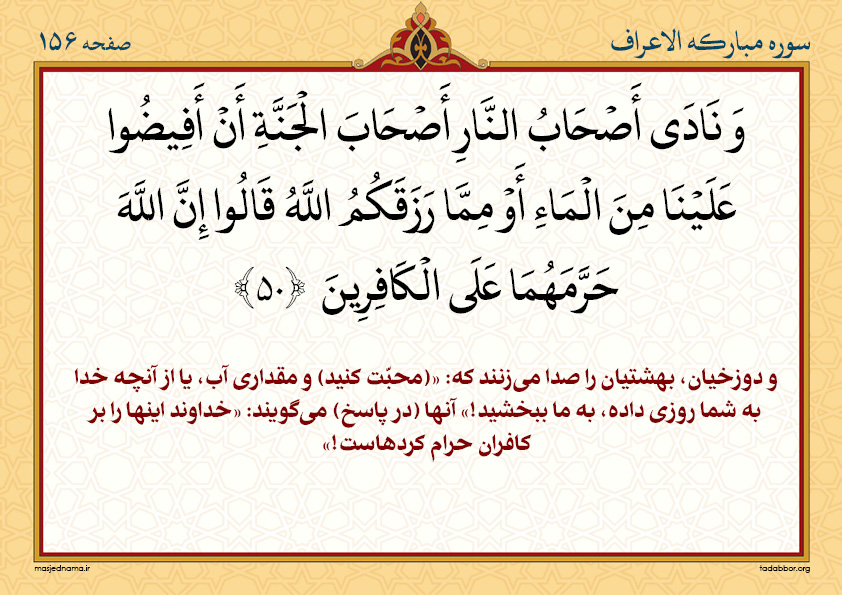 سوره مبارکه الاعراف
صفحه ۱۵۶
وَ نَادَى أَصْحَابُ النَّارِ أَصْحَابَ الْجَنَّةِ أَنْ أَفِيضُوا
عَلَيْنَا مِنَ الْمَاءِ أَوْ مِمَّا رَزَقَكُمُ اللَّهُ قَالُوا إِنَّ اللَّهَ
حَرَّمَهُمَا عَلَى الْكَافِرِينَ ﴿۵۰﴾
و دوزخیان، بهشتیان را صدا می‌زنند که: «(محبّت کنید) و مقداری آب، یا از آنچه خدا
به شما روزی داده، به ما ببخشید!» آنها (در پاسخ) می‌گویند: «خداوند اینها را بر
کافران حرام کردهاست!»
masjednama.ir
tadabbor.org